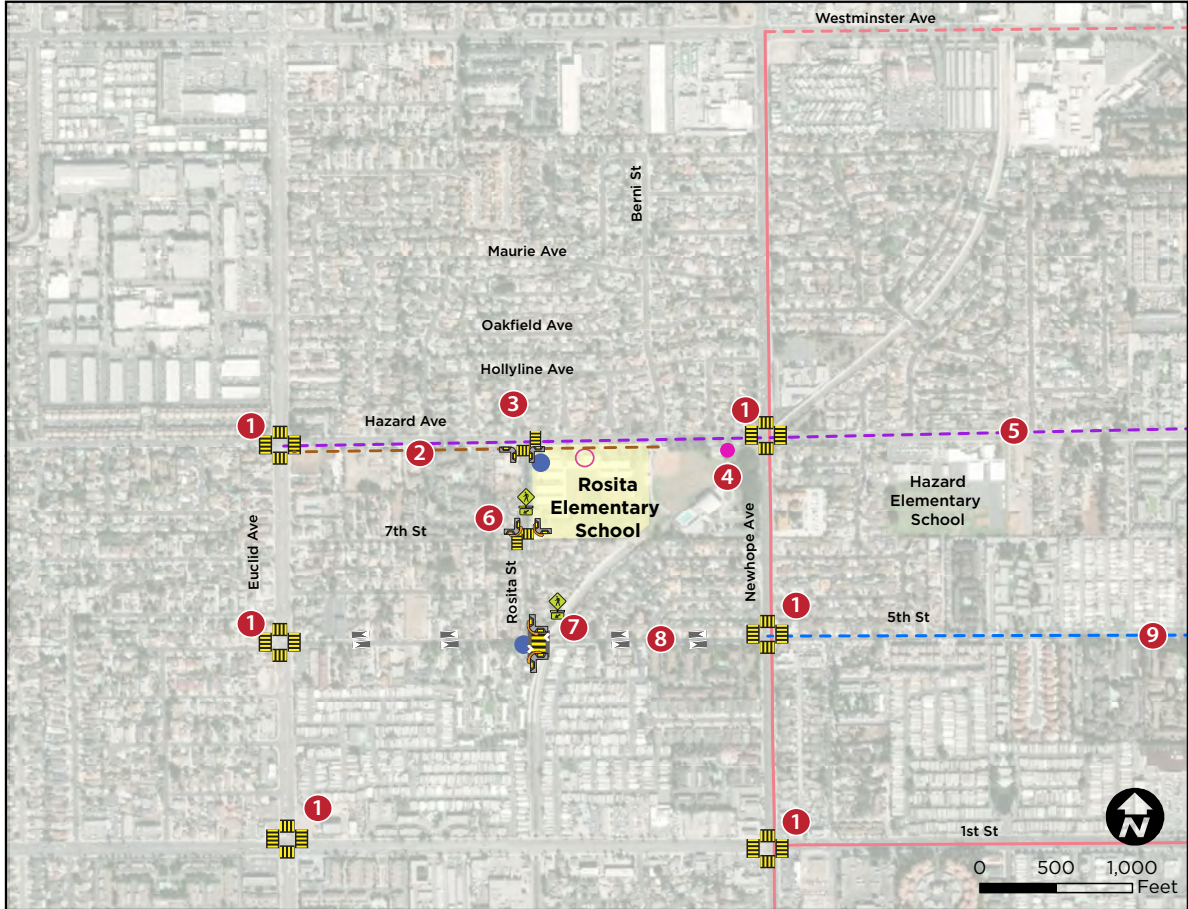 Westminster Ave
Berni St
Maurie Ave
Oakfield Ave
Hollyline Ave
3
1
1
Hazard Ave
5
2
4
Rosita
Elementary
School
Hazard
Elementary
School
6
7th St
Euclid Ave
Newhope Ave
Rosita St
1
7
8
1
5th St
9
1
1
1st St
N
0 500 1,000
Feet